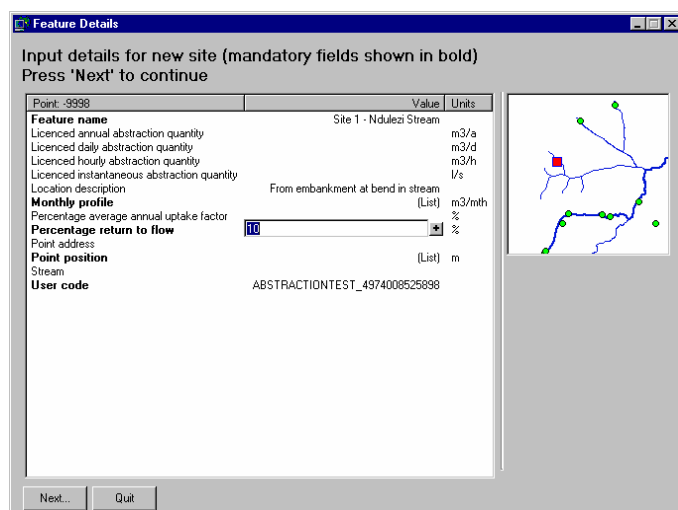 Feature Details
Input details for new site (mandatory fields shown in bold)
Press 'Next' to continue
Point: -9998 Value Units
Feature name Site 1 - Ndulezi Stream
Licenced annual abstraction quantity m3/a
Licenced daily abstraction quantity m3/d
Licenced hourly abstraction quantity m3/h
Licenced instantaneous abstraction quantity l/s
Location description From embankment at bend in stream
Monthly profile (List) m3/mth
Percentage average annual uptake factor %
Percentage return to flow 10 + %
Point address
Point position (List) m
Stream
User code ABSTRACTIONTEST_4974008525898
Next... Quit